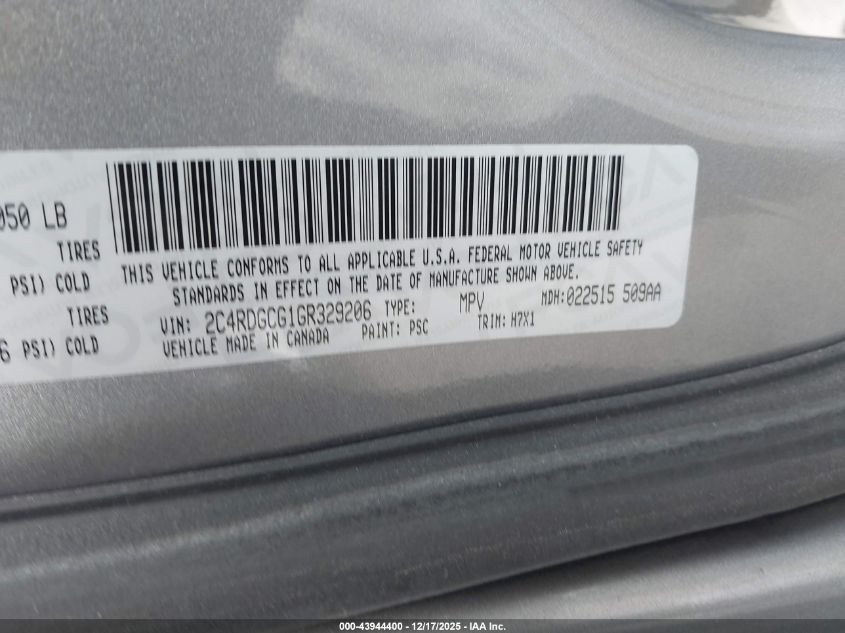 050 LB
TIRES
PSI) COLD
TIRES
6 PSI) COLD
THIS VEHICLE CONFORMS TO ALL APPLICABLE U.S.A. FEDERAL MOTOR VEHICLE SAFETY
STANDARDS IN EFFECT ON THE DATE OF MANUFACTURE SHOWN ABOVE.
VIN: 2C4RDGCG1GR329206 TYPE: MPV MDH:022515 509AA
VEHICLE MADE IN CANADA PAINT: PSC TRIM: H7X1
000-43944400 - 12/17/2025 - IAA Inc.